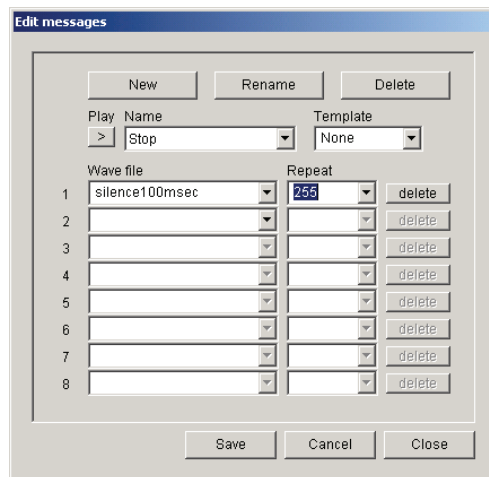 Edit messages
New Rename Delete
Play Name Template
> Stop None
Wave file Repeat
1 silence100msec 255 delete
2 delete
3 delete
4 delete
5 delete
6 delete
7 delete
8 delete
Save Cancel Close